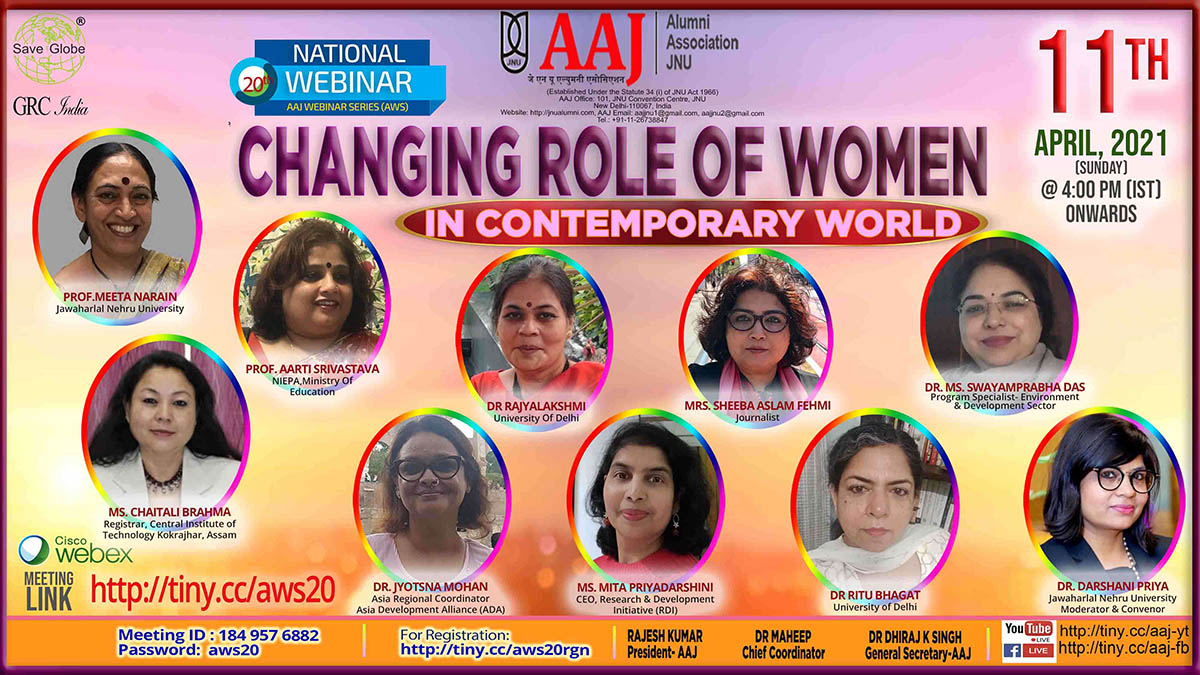 Save Globe
®
GRC India
20th
NATIONAL
WEBINAR
AAJ WEBINAR SERIES (AWS)
JNU
AAJ
जे एन यू एल्युमनी एसोसिएशन
Alumni
Association
JNU
(Established Under the Statute 34 (i) of JNU Act 1966)
AAJ Office: 101, JNU Convention Centre, JNU
New Delhi-110067, India
Website: http://jnualumni.com, AAJ Email: aajjnu1@gmail.com, aajjnu2@gmail.com
Tel.: +91-11-26738847
11TH
APRIL, 2021
(SUNDAY)
@ 4:00 PM (IST)
ONWARDS
CHANGING ROLE OF WOMEN
IN CONTEMPORARY WORLD
PROF.MEETA NARAIN
Jawaharlal Nehru University
PROF. AARTI SRIVASTAVA
NIEPA,Ministry Of
Education
DR RAJYALAKSHMI
University Of Delhi
MRS. SHEEBA ASLAM FEHMI
Journalist
DR. MS. SWAYAMPRABHA DAS
Program Specialist- Environment
& Development Sector
MS. CHAITALI BRAHMA
Registrar, Central Institute of
Technology Kokrajhar, Assam
DR. JYOTSNA MOHAN
Asia Regional Coordinator
Asia Development Alliance (ADA)
MS. MITA PRIYADARSHINI
CEO, Research & Development
Initiative (RDI)
DR RITU BHAGAT
University of Delhi
DR. DARSHANI PRIYA
Jawaharlal Nehru University
Moderator & Convenor
Cisco
webex
MEETING
LINK
http://tiny.cc/aws20
Meeting ID : 184 957 6882
Password: aws20
For Registration:
http://tiny.cc/aws20rgn
RAJESH KUMAR
President- AAJ
DR MAHEEP
Chief Coordinator
DR DHIRAJ K SINGH
General Secretary-AAJ
YouTube
LIVE
http://tiny.cc/aaj-yt
f LIVE
http://tiny.cc/aaj-fb